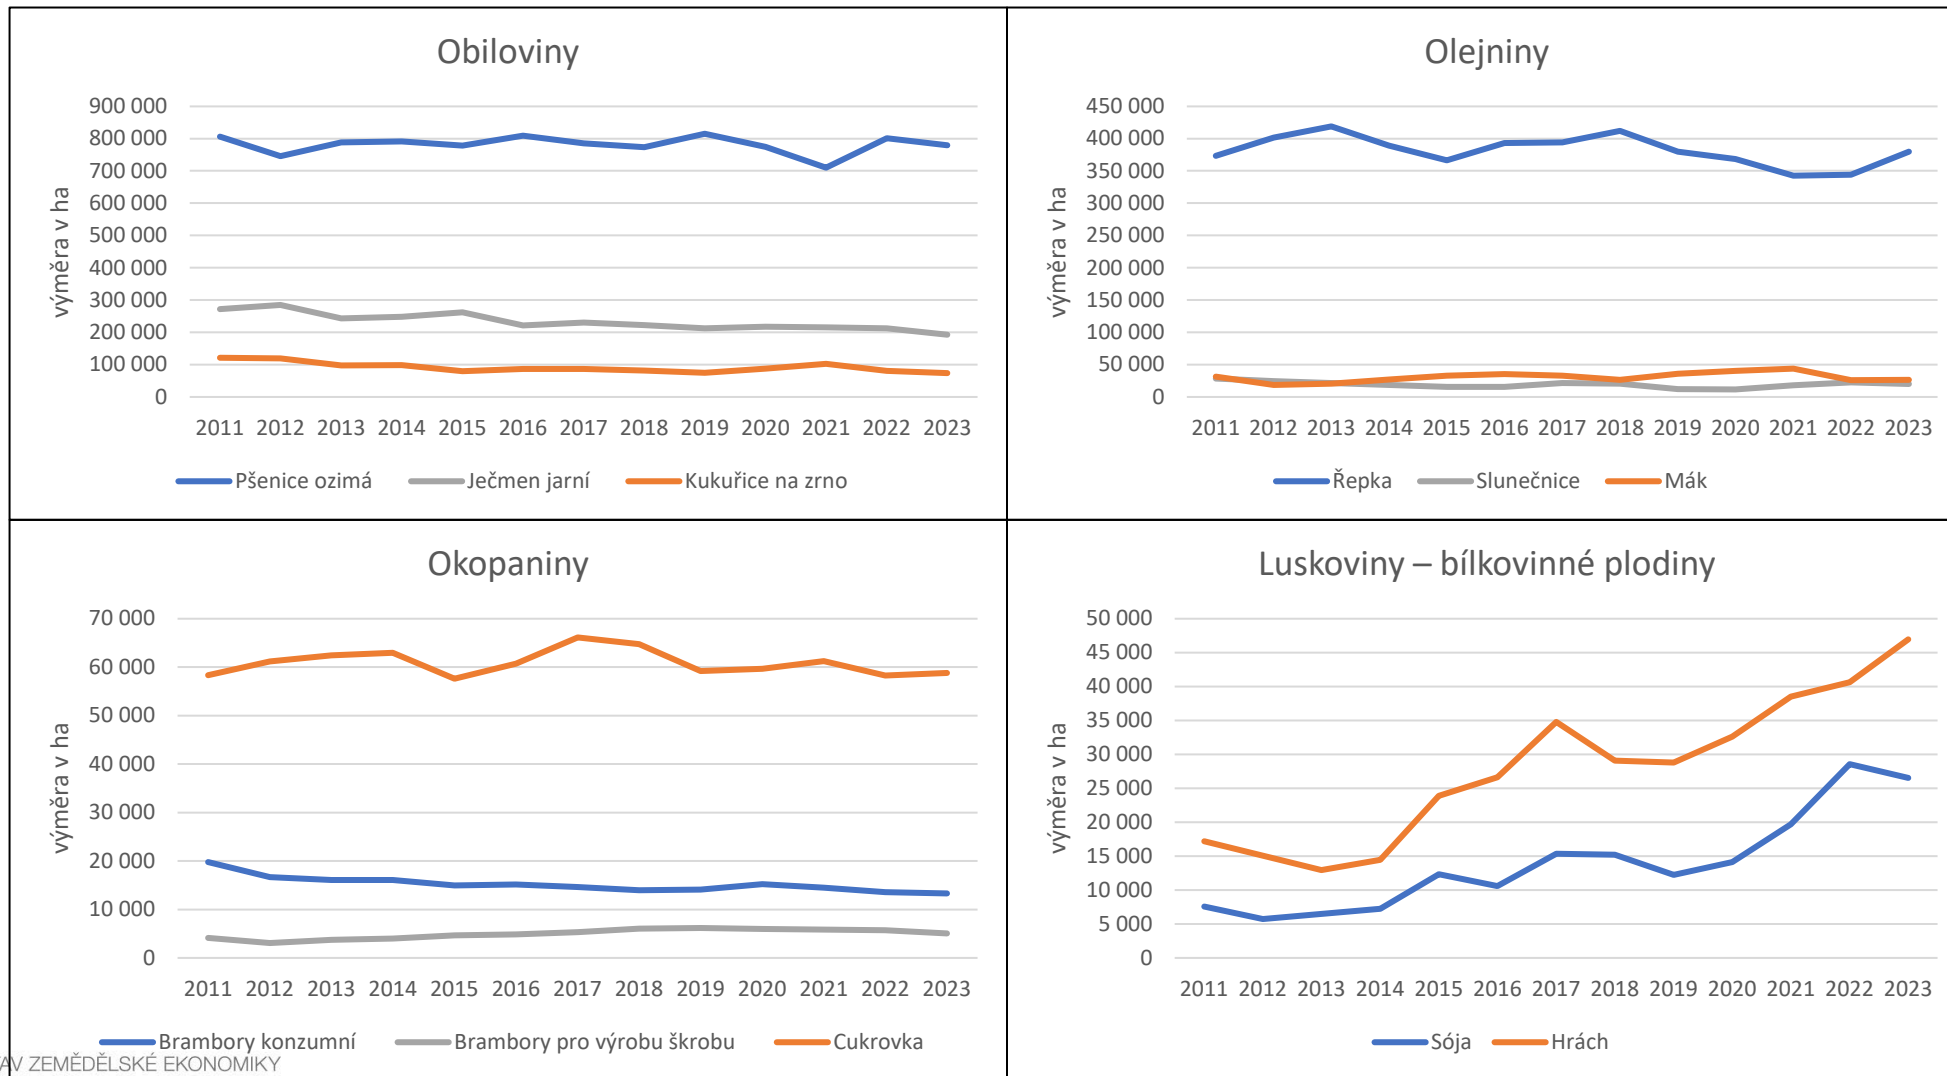 Obiloviny
900 000
800 000
700 000
600 000
500 000
400 000
300 000
200 000
100 000
0
výměra v ha
2011 2012 2013 2014 2015 2016 2017 2018 2019 2020 2021 2022 2023
Pšenice ozimá Ječmen jarní Kukuřice na zrno
Olejniny
450 000
400 000
350 000
300 000
250 000
200 000
150 000
100 000
50 000
0
výměra v ha
2011 2012 2013 2014 2015 2016 2017 2018 2019 2020 2021 2022 2023
Řepka Slunečnice Mák
Okopaniny
70 000
60 000
50 000
40 000
30 000
20 000
10 000
0
výměra v ha
2011 2012 2013 2014 2015 2016 2017 2018 2019 2020 2021 2022 2023
Brambory konzumní Brambory pro výrobu škrobu Cukrovka
Luskoviny – bílkovinné plodiny
50 000
45 000
40 000
35 000
30 000
25 000
20 000
15 000
10 000
5 000
0
výměra v ha
2011 2012 2013 2014 2015 2016 2017 2018 2019 2020 2021 2022 2023
Sója Hrách
AV ZEMĚDĚLSKÉ EKONOMIKY